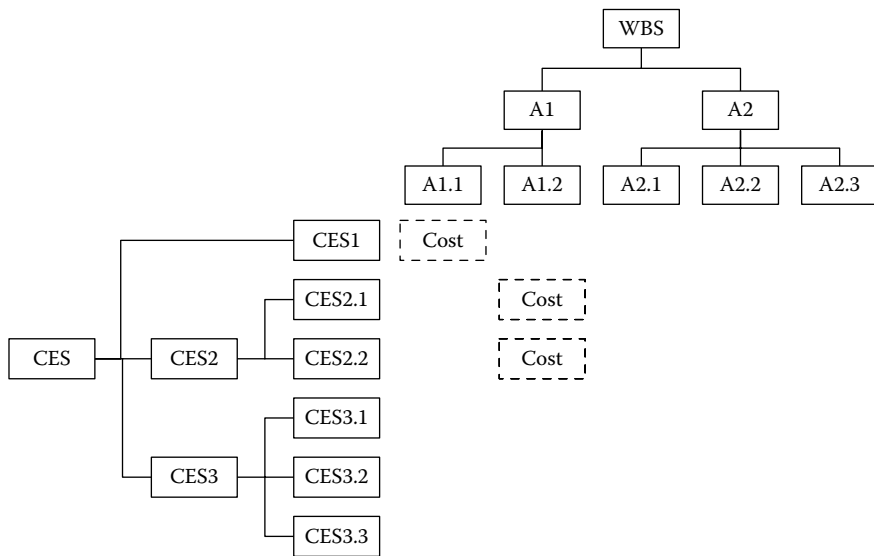 WBS
A1
A2
A1.1
A1.2
A2.1
A2.2
A2.3
CES1
Cost
CES2.1
Cost
CES
CES2
CES2.2
Cost
CES3.1
CES3
CES3.2
CES3.3